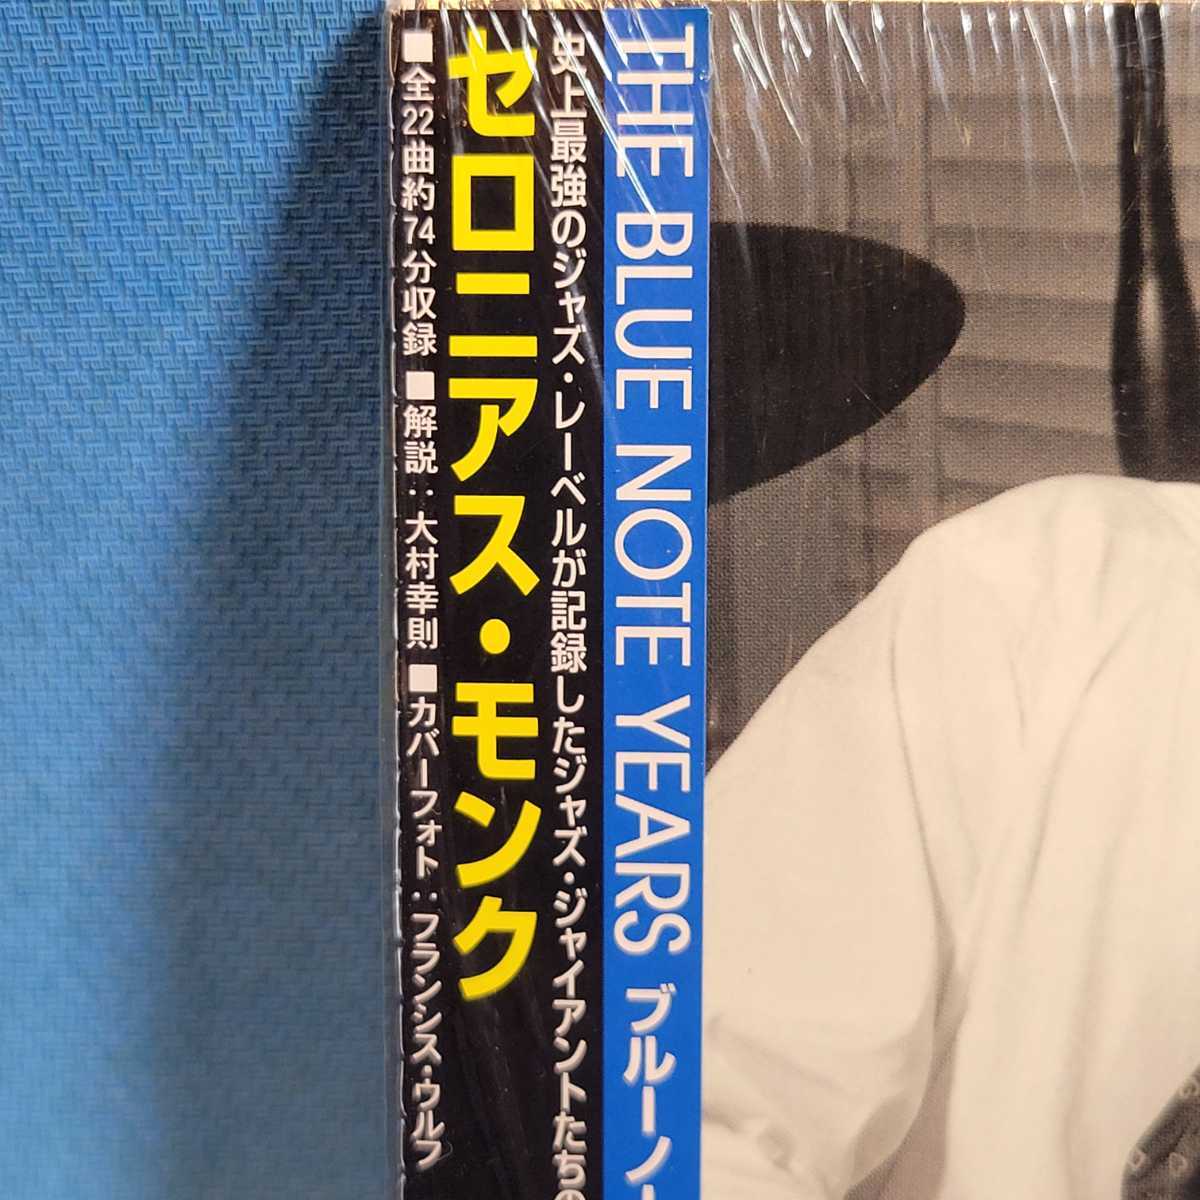 THE BLUE NOTE YEARS ブルーノー
史上最強のジャズ・レーベルが記録したジャズ・ジャイアントたちの
セロニアス・モンク
■全22曲約74分収録 ■解説：大村幸則 ■カバーフォト：フランシス・ウルフ